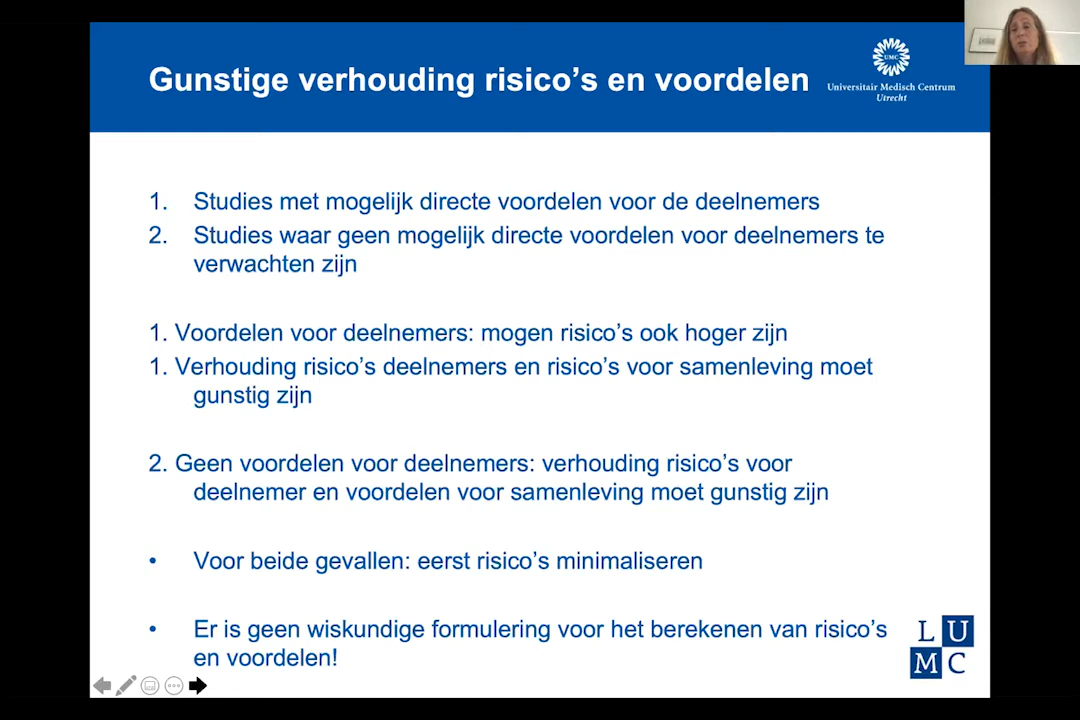 Gunstige verhouding risico’s en voordelen
UMC
Universitair Medisch Centrum
Utrecht
1. Studies met mogelijk directe voordelen voor de deelnemers
2. Studies waar geen mogelijk directe voordelen voor deelnemers te
verwachten zijn
1. Voordelen voor deelnemers: mogen risico’s ook hoger zijn
1. Verhouding risico’s deelnemers en risico’s voor samenleving moet
gunstig zijn
2. Geen voordelen voor deelnemers: verhouding risico’s voor
deelnemer en voordelen voor samenleving moet gunstig zijn
• Voor beide gevallen: eerst risico’s minimaliseren
• Er is geen wiskundige formulering voor het berekenen van risico’s
en voordelen!
L U
M C